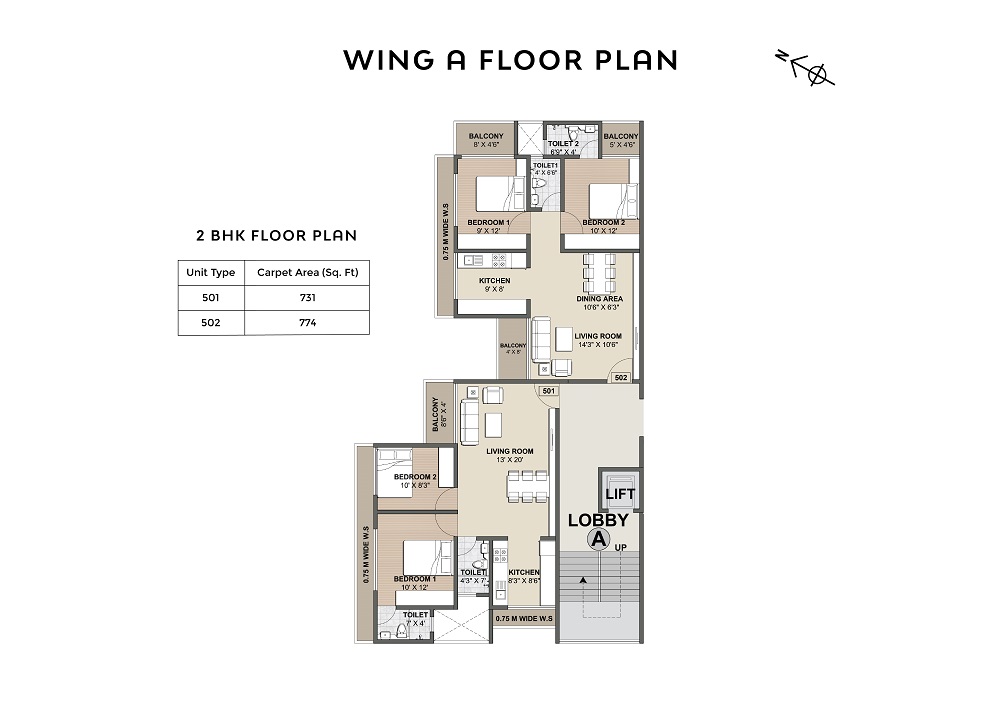 WING A FLOOR PLAN
N
BALCONY
8' X 4'6"
TOILET 2
6'9" X 4'
BALCONY
5' X 4'6"
TOILET1
4' X 6'6"
0.75 M WIDE W.S
BEDROOM 1
9' X 12'
BEDROOM 2
10' X 12'
2 BHK FLOOR PLAN
Unit Type Carpet Area (Sq. Ft)
501 731
502 774
KITCHEN
9' X 8'
DINING AREA
10'6" X 6'3"
LIVING ROOM
14'3" X 10'6"
BALCONY
4' X 8'
502
501
BALCONY
8'6" X 4'
LIVING ROOM
13' X 20'
BEDROOM 2
10' X 8'3"
LIFT
LOBBY
A
UP
0.75 M WIDE W.S
BEDROOM 1
10' X 12'
TOILET
4'3" X 7'
KITCHEN
8'3" X 8'6"
TOILET
7' X 4'
0.75 M WIDE W.S